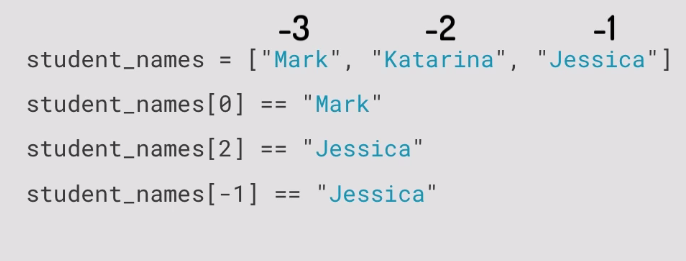 -3 -2 -1
student_names = ["Mark", "Katarina", "Jessica"]
student_names[0] == "Mark"
student_names[2] == "Jessica"
student_names[-1] == "Jessica"